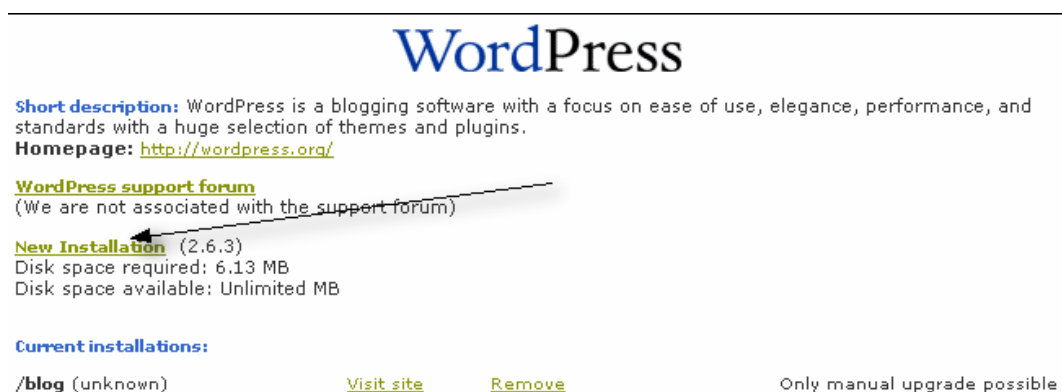 WordPress
Short description: WordPress is a blogging software with a focus on ease of use, elegance, performance, and
standards with a huge selection of themes and plugins.
Homepage: http://wordpress.org/
WordPress support forum
(We are not associated with the support forum)
New Installation (2.6.3)
Disk space required: 6.13 MB
Disk space available: Unlimited MB
Current installations:
/blog (unknown) Visit site Remove Only manual upgrade possible